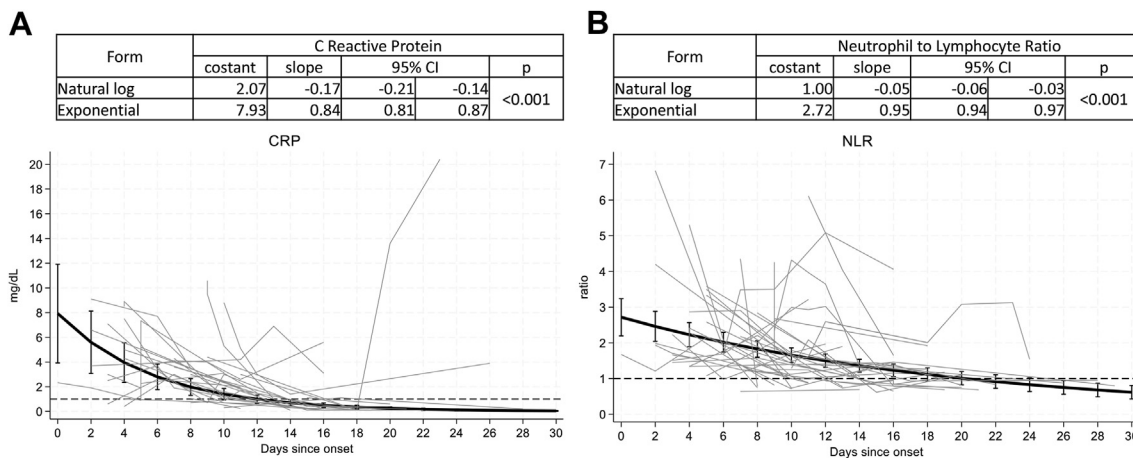 A
Form C Reactive Protein
costant slope 95% CI p
Natural log 2.07 -0.17 -0.21 -0.14 <0.001
Exponential 7.93 0.84 0.81 0.87
CRP
20
18
16
14
12
10
8
6
4
2
0
mg/dL
0 2 4 6 8 10 12 14 16 18 20 22 24 26 28 30
Days since onset
B
Form Neutrophil to Lymphocyte Ratio
costant slope 95% CI p
Natural log 1.00 -0.05 -0.06 -0.03 <0.001
Exponential 2.72 0.95 0.94 0.97
NLR
7
6
5
4
3
2
1
0
ratio
0 2 4 6 8 10 12 14 16 18 20 22 24 26 28 30
Days since onset